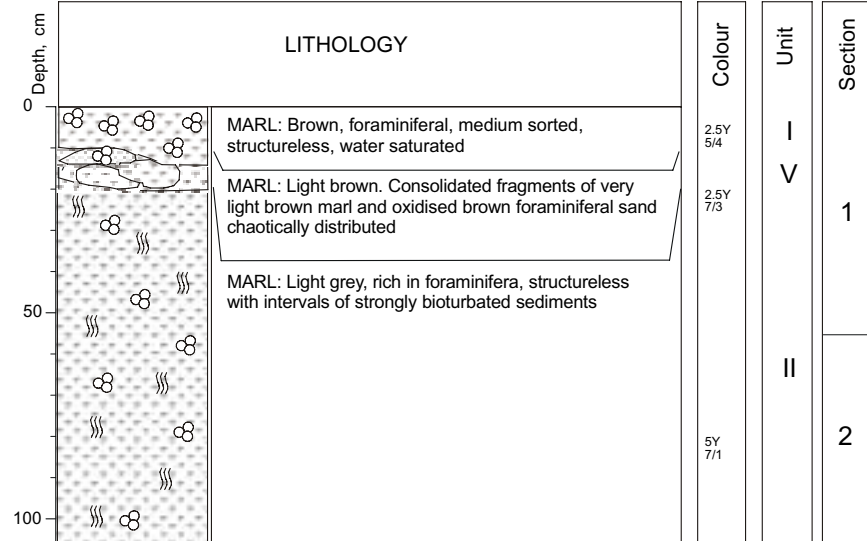 Depth, cm
LITHOLOGY
Colour
Unit
Section
0
MARL: Brown, foraminiferal, medium sorted,
structureless, water saturated
2.5Y
5/4
I
MARL: Light brown. Consolidated fragments of very
light brown marl and oxidised brown foraminiferal sand
chaotically distributed
2.5Y
7/3
V
1
MARL: Light grey, rich in foraminifera, structureless
with intervals of strongly bioturbated sediments
50
II
5Y
7/1
2
100